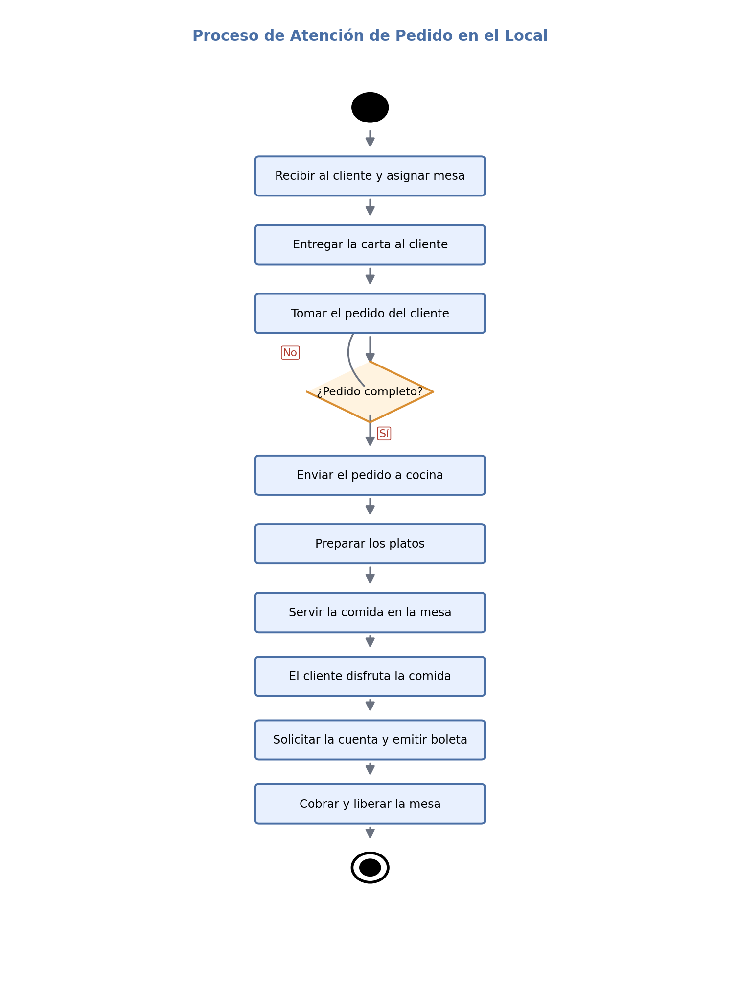 Proceso de Atención de Pedido en el Local
Recibir al cliente y asignar mesa
Entregar la carta al cliente
Tomar el pedido del cliente
No
¿Pedido completo?
Sí
Enviar el pedido a cocina
Preparar los platos
Servir la comida en la mesa
El cliente disfruta la comida
Solicitar la cuenta y emitir boleta
Cobrar y liberar la mesa